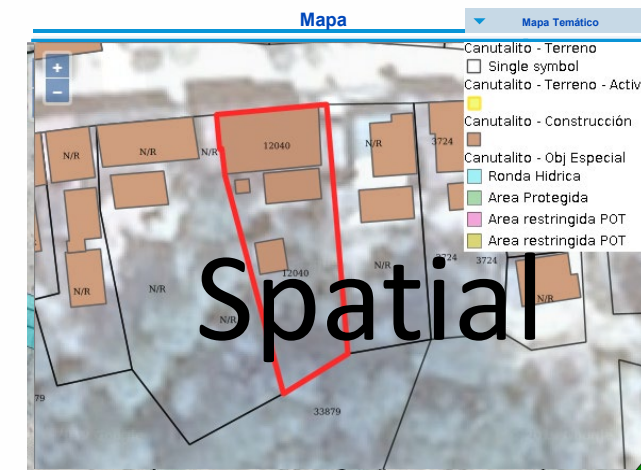 Mapa
Mapa Temático
Canutalito - Terreno
Single symbol
Canutalito - Terreno - Activ
Canutalito - Construcción
Canutalito - Obj Especial
Ronda Hidrica
Area Protegida
Area restringida POT
Area restringida POT
+
−
N/R
N/R
N/R
12040
N/R
3724
N/R
N/R
N/R
12040
N/R
3724
3724
N/R
Spatial
79
33879